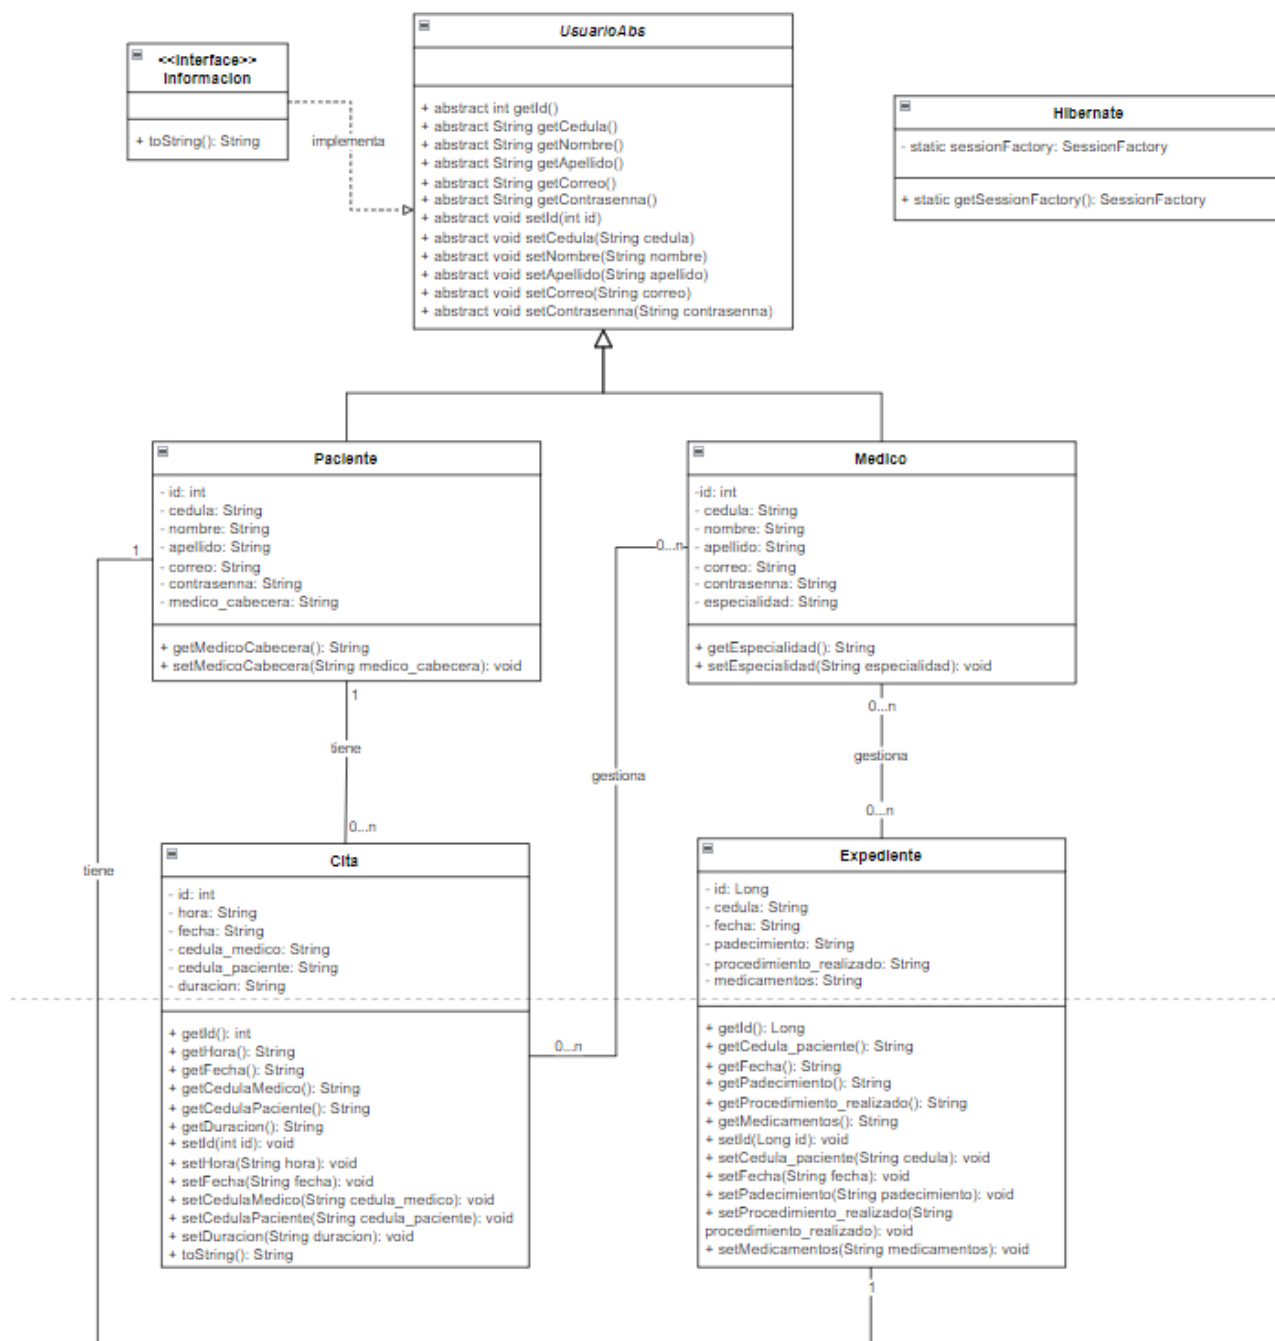 UsuarioAbs
+ abstract int getId()
+ abstract String getCedula()
+ abstract String getNombre()
+ abstract String getApellido()
+ abstract String getCorreo()
+ abstract String getContrasenna()
+ abstract void setId(int id)
+ abstract void setCedula(String cedula)
+ abstract void setNombre(String nombre)
+ abstract void setApellido(String apellido)
+ abstract void setCorreo(String correo)
+ abstract void setContrasenna(String contrasenna)
<<Interface>>
Informacion
+ toString(): String
implementa
Hibernate
- static sessionFactory: SessionFactory
+ static getSessionFactory(): SessionFactory
Paciente
- id: int
- cedula: String
- nombre: String
- apellido: String
- correo: String
- contrasenna: String
- medico_cabecera: String
+ getMedicoCabecera(): String
+ setMedicoCabecera(String medico_cabecera): void
Medico
-id: int
- cedula: String
- nombre: String
- apellido: String
- correo: String
- contrasenna: String
- especialidad: String
+ getEspecialidad(): String
+ setEspecialidad(String especialidad): void
1
0...n
1
tiene
0...n
gestiona
0...n
gestiona
0...n
tiene
Cita
- id: int
- hora: String
- fecha: String
- cedula_medico: String
- cedula_paciente: String
- duracion: String
+ getId(): int
+ getHora(): String
+ getFecha(): String
+ getCedulaMedico(): String
+ getCedulaPaciente(): String
+ getDuracion(): String
+ setId(int id): void
+ setHora(String hora): void
+ setFecha(String fecha): void
+ setCedulaMedico(String cedula_medico): void
+ setCedulaPaciente(String cedula_paciente): void
+ setDuracion(String duracion): void
+ toString(): String
0...n
Expediente
- id: Long
- cedula: String
- fecha: String
- padecimiento: String
- procedimiento_realizado: String
- medicamentos: String
+ getId(): Long
+ getCedula_paciente(): String
+ getFecha(): String
+ getPadecimiento(): String
+ getProcedimiento_realizado(): String
+ getMedicamentos(): String
+ setId(Long id): void
+ setCedula_paciente(String cedula): void
+ setFecha(String fecha): void
+ setPadecimiento(String padecimiento): void
+ setProcedimiento_realizado(String
procedimiento_realizado): void
+ setMedicamentos(String medicamentos): void
1